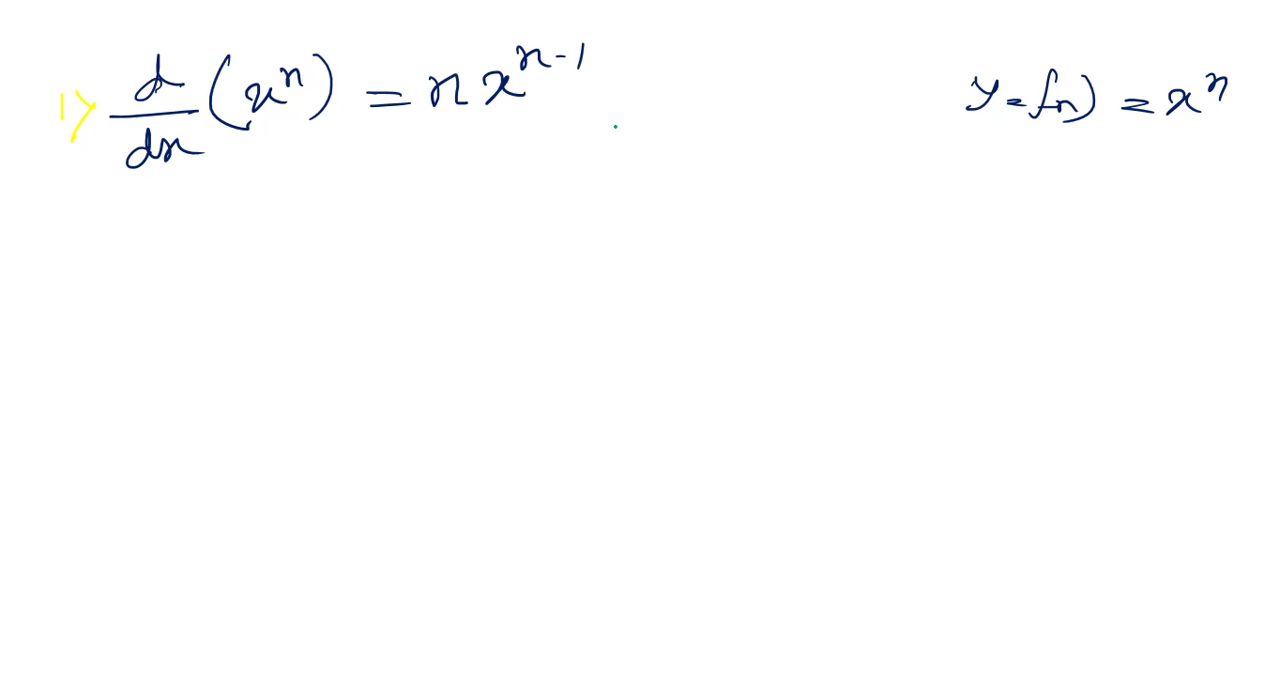 1> d/dx (x^n) = n x^{n-1}
y = f(x) = x^n